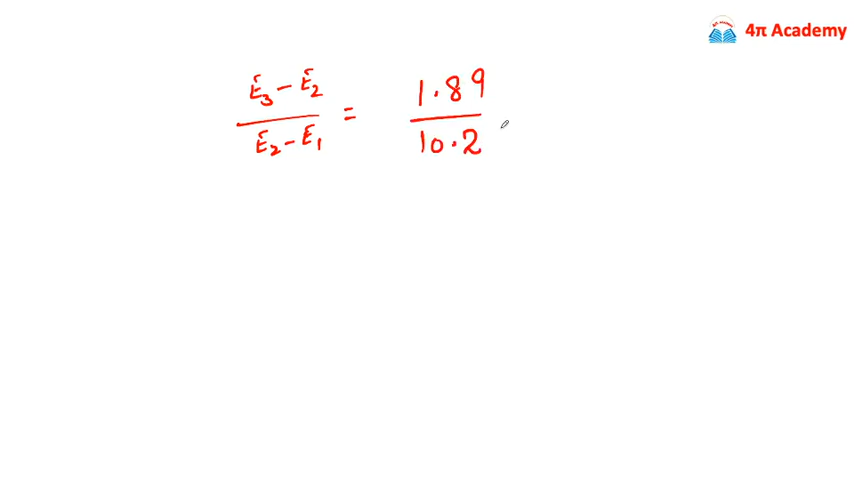 4π Academy
E₃ - E₂
E₂ - E₁
=
1.89
10.2